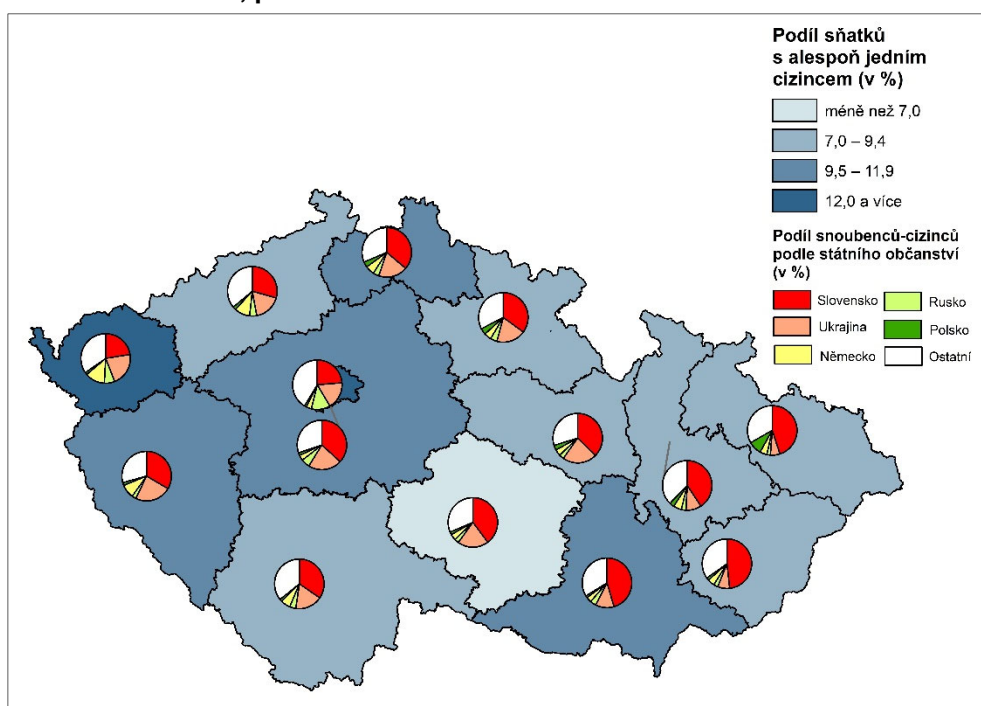 Podíl sňatků
s alespoň jedním
cizincem (v %)
méně než 7,0
7,0 – 9,4
9,5 – 11,9
12,0 a více
Podíl snoubenců-cizinců
podle státního občanství
(v %)
Slovensko
Rusko
Ukrajina
Polsko
Německo
Ostatní